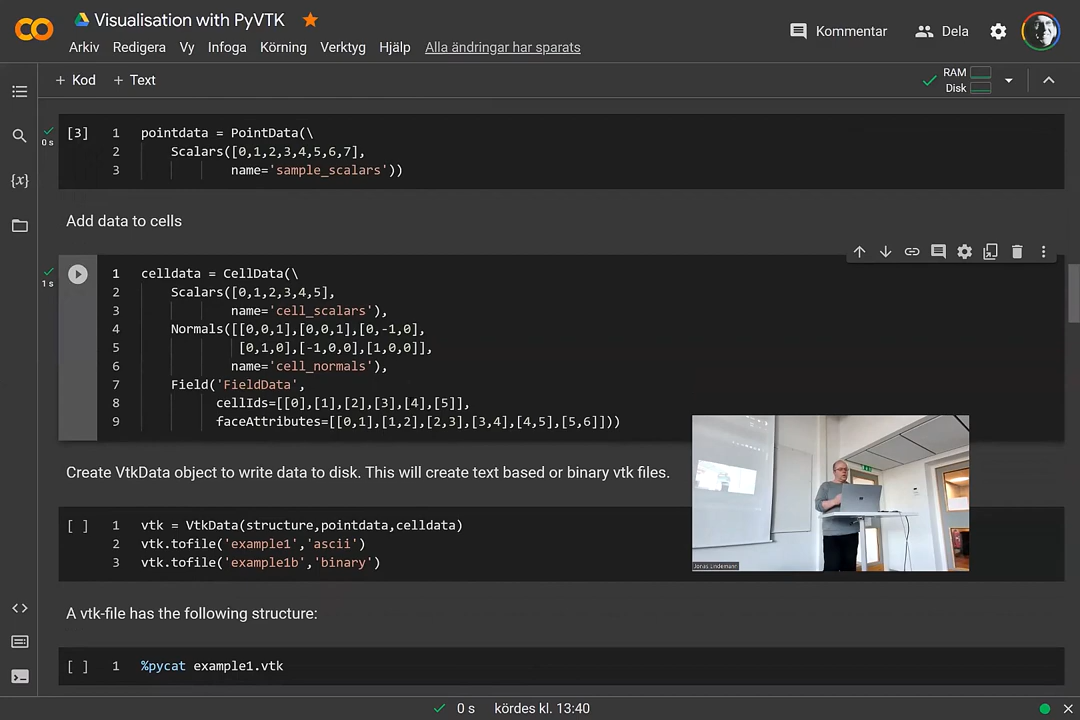 Visualisation with PyVTK
Arkiv Redigera Vy Infoga Körning Verktyg Hjälp Alla ändringar har sparats
Kommentar Dela
+ Kod + Text
RAM
Disk
[3] 1 pointdata = PointData(\
0 s 2 Scalars([0,1,2,3,4,5,6,7],
3 name='sample_scalars'))
{x}
Add data to cells
1 s 1 celldata = CellData(\
2 Scalars([0,1,2,3,4,5],
3 name='cell_scalars'),
4 Normals([[0,0,1],[0,0,1],[0,-1,0],
5 [0,1,0],[-1,0,0],[1,0,0]],
6 name='cell_normals'),
7 Field('FieldData',
8 cellIds=[[0],[1],[2],[3],[4],[5]],
9 faceAttributes=[[0,1],[1,2],[2,3],[3,4],[4,5],[5,6]]))
Create VtkData object to write data to disk. This will create text based or binary vtk files.
[ ] 1 vtk = VtkData(structure,pointdata,celldata)
2 vtk.tofile('example1','ascii')
3 vtk.tofile('example1b','binary')
Jonas Lindemann
A vtk-file has the following structure:
[ ] 1 %pycat example1.vtk
0 s kördes kl. 13:40